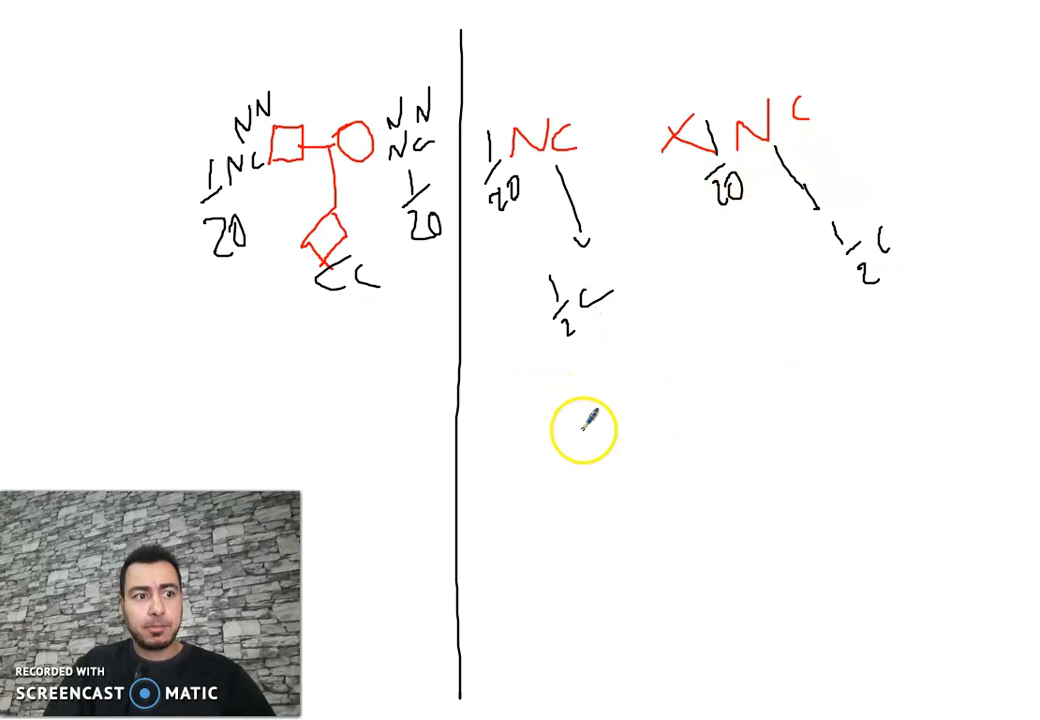 NN
NC
1/20
NN
NC
1/20
CC
1/20 NC X 1/20 NC
1/2 C
1/2 C
RECORDED WITH
SCREENCAST MATIC